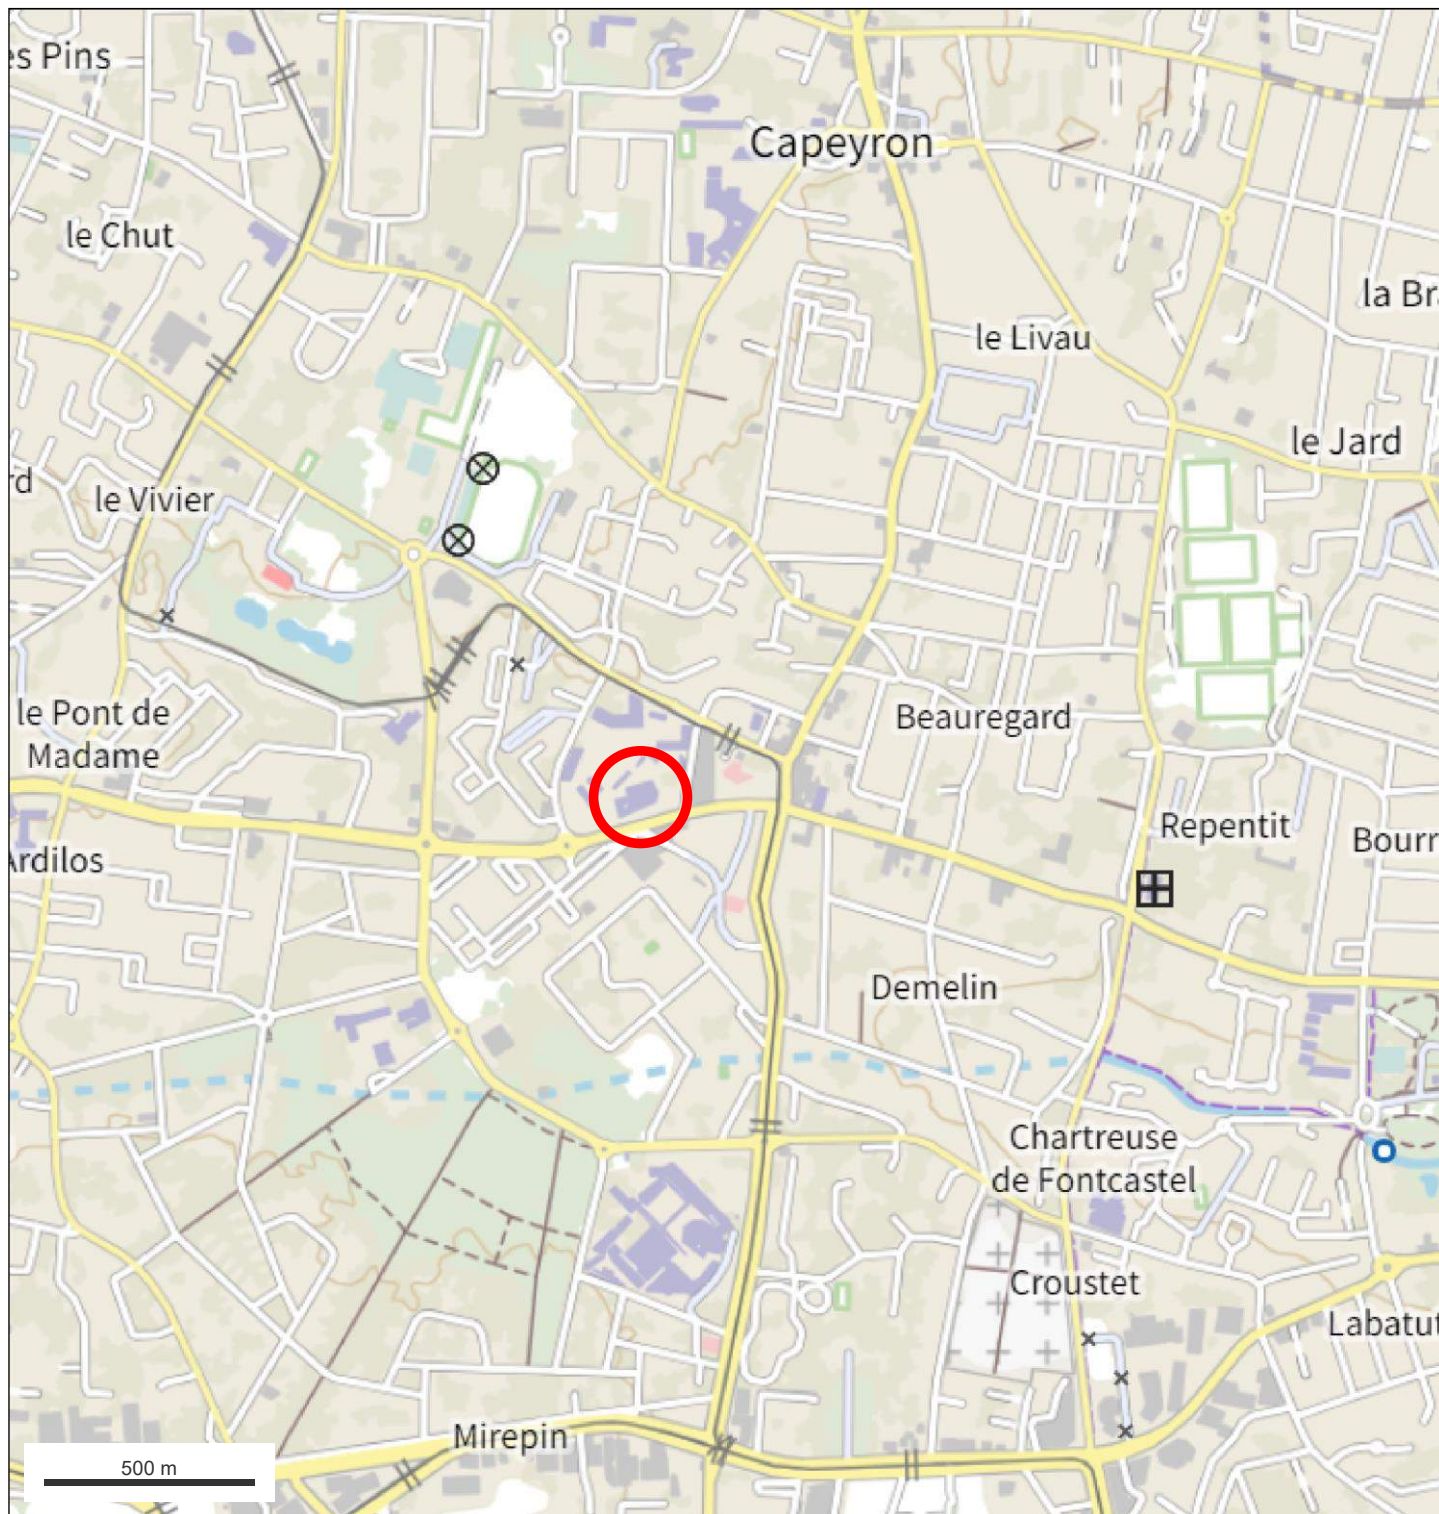 es Pins
Capeyron
le Chut
la Bra
le Livau
le Jard
rd
le Vivier
le Pont de
Madame
Beauregard
Repentit
Bourr
Ardilos
Demelin
Chartreuse
de Fontcastel
Croustet
Labatut
Mirepin
500 m